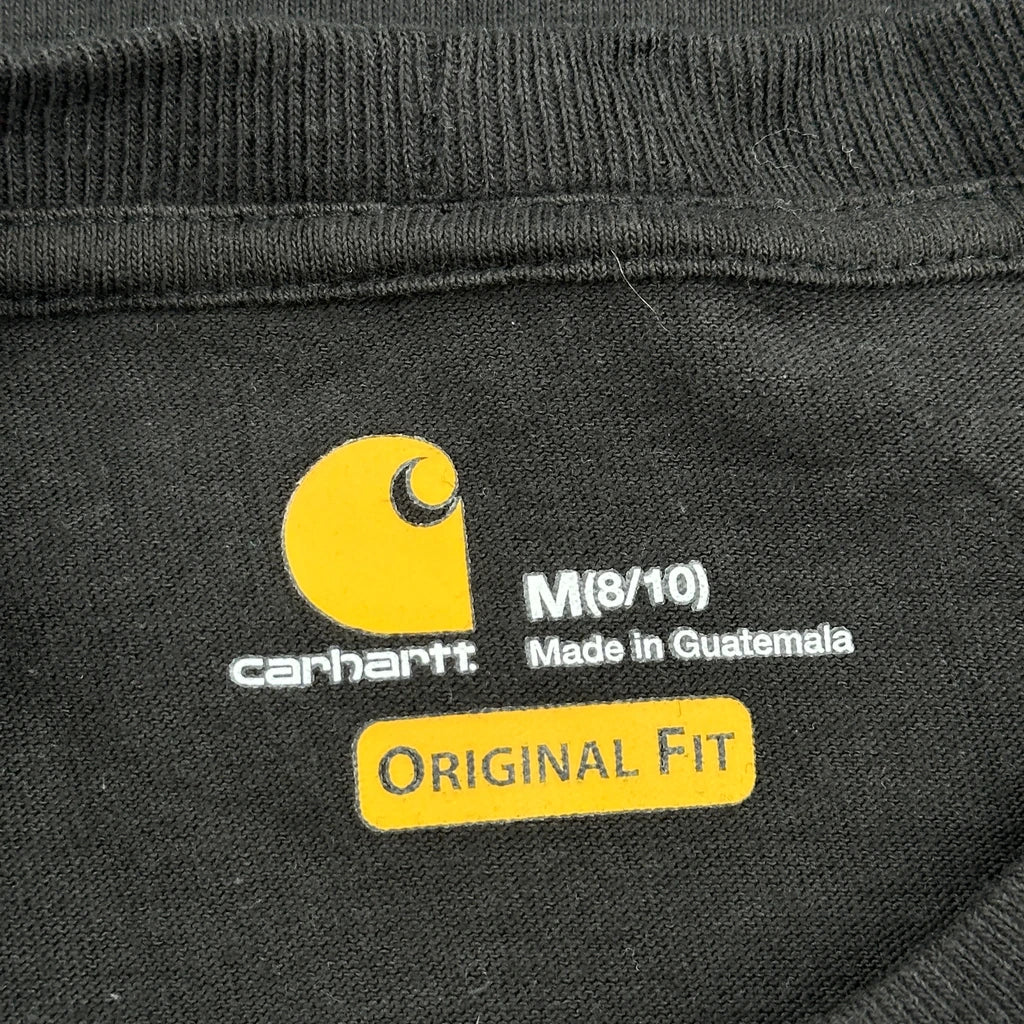 carhartt
M(8/10)
Made in Guatemala
ORIGINAL FIT